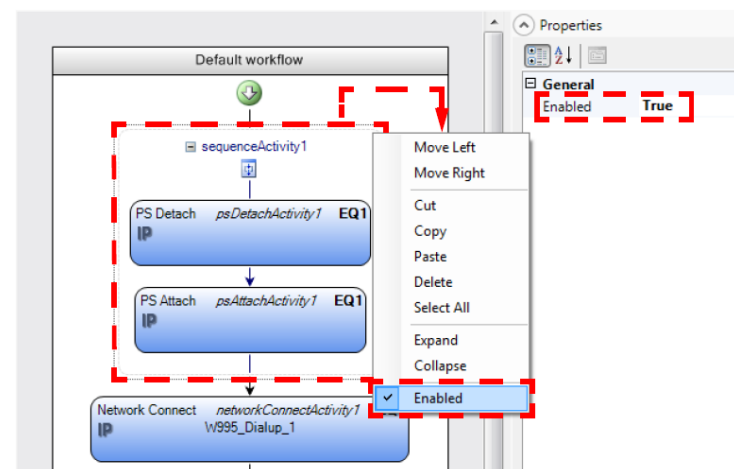 Default workflow
sequenceActivity1
PS Detach psDetachActivity1 EQ1
IP
PS Attach psAttachActivity1 EQ1
IP
Network Connect networkConnectActivity1
IP W995_Dialup_1
Move Left
Move Right
Cut
Copy
Paste
Delete
Select All
Expand
Collapse
Enabled
Properties
General
Enabled True